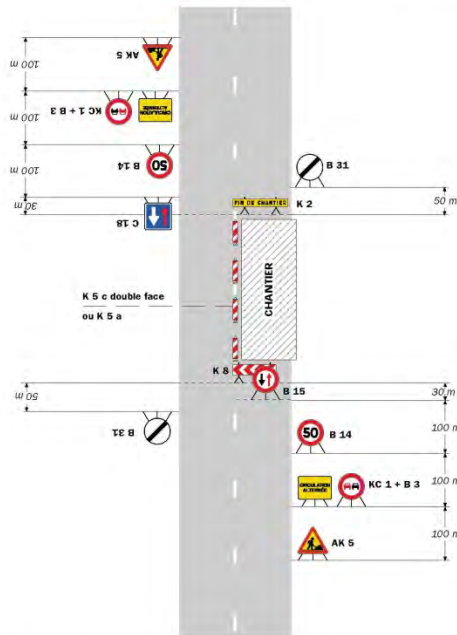 AK 5
100 m
KC 1 + B 3
CIRCULATION
ALTERNÉE
100 m
50
B 14
100 m
B 31
C 18
30 m
FIN DE CHANTIER
K 2
50 m
CHANTIER
K 5 c double face
ou K 5 a
K 8
B 15
50 m
30 m
B 31
50
B 14
100 m
CIRCULATION
ALTERNÉE
KC 1 + B 3
100 m
AK 5
100 m